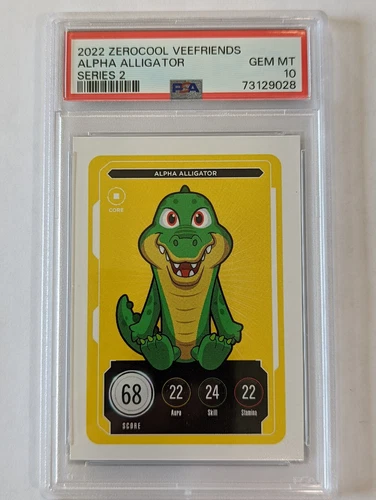 2022 ZEROCOOL VEEFRIENDS
ALPHA ALLIGATOR GEM MT
SERIES 2 10
PSA 73129028
ALPHA ALLIGATOR
CORE
68 22 24 22
SCORE Aura Skill Stamina